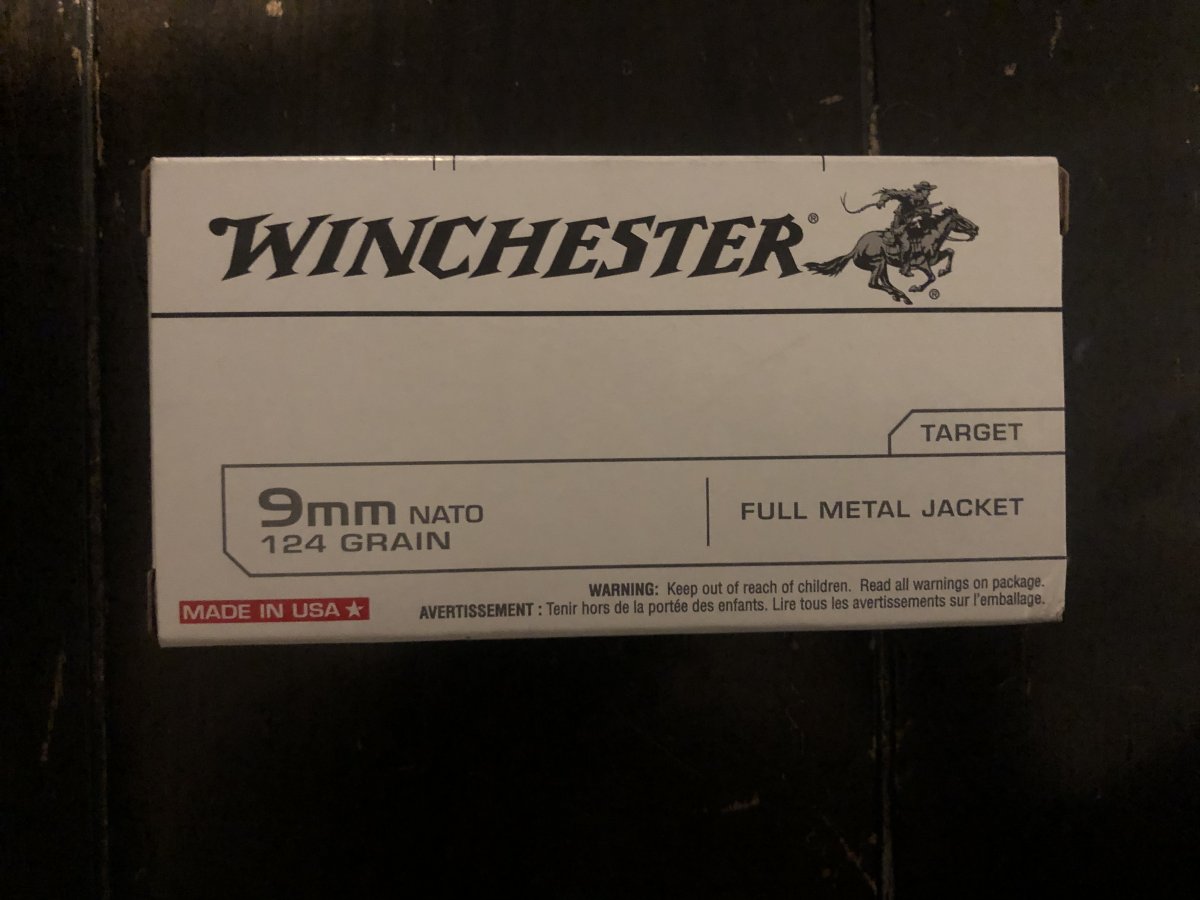 WINCHESTER®
®
TARGET
9mm NATO
124 GRAIN
FULL METAL JACKET
MADE IN USA★
WARNING: Keep out of reach of children. Read all warnings on package.
AVERTISSEMENT : Tenir hors de la portée des enfants. Lire tous les avertissements sur l'emballage.